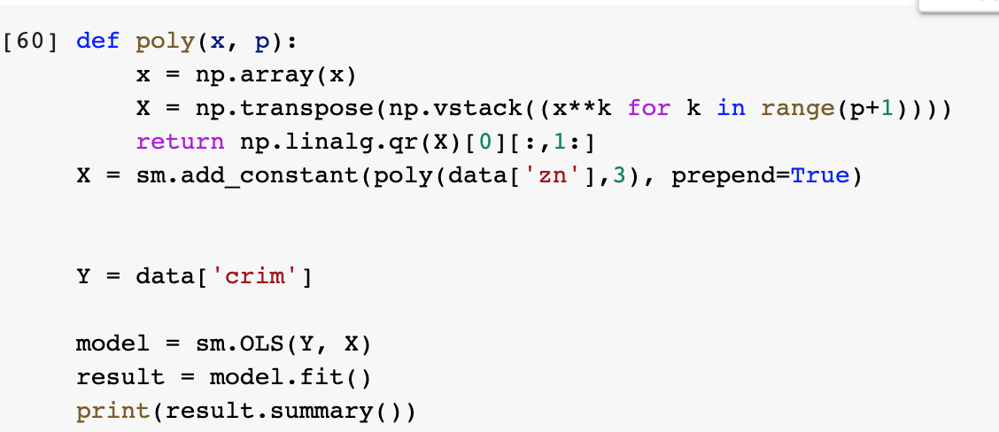 [60] def poly(x, p):
x = np.array(x)
X = np.transpose(np.vstack((x**k for k in range(p+1))))
return np.linalg.qr(X)[0][:,1:]
X = sm.add_constant(poly(data['zn'],3), prepend=True)
Y = data['crim']
model = sm.OLS(Y, X)
result = model.fit()
print(result.summary())